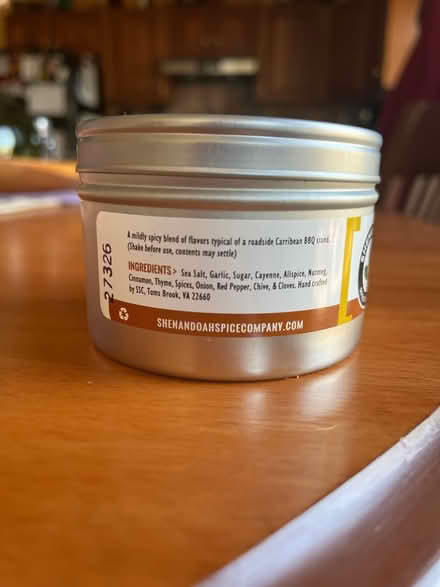 A mildly spicy blend of flavors typical of a roadside Carribean BBQ stand.
(Shake before use, contents may settle)
INGREDIENTS > Sea Salt, Garlic, Sugar, Cayenne, Allspice, Nutmeg,
Cinnamon, Thyme, Spices, Onion, Red Pepper, Chive, & Cloves. Hand crafted
by SSC, Toms Brook, VA 22660
27326
SHENANDOAHSPICECOMPANY.COM